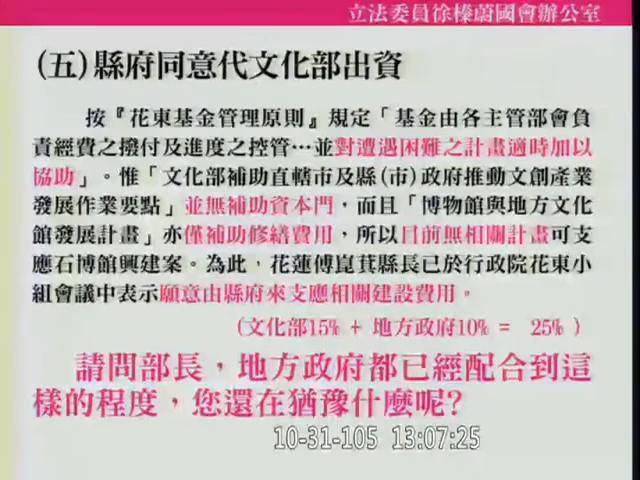 立法委員徐榛蔚國會辦公室
(五)縣府同意代文化部出資
按『花東基金管理原則』規定「基金由各主管部會負
責經費之撥付及進度之控管…並對遭遇困難之計畫適時加以
協助」。惟「文化部補助直轄市及縣(市)政府推動文創產業
發展作業要點」並無補助資本門，而且「博物館與地方文化
館發展計畫」亦僅補助修繕費用，所以目前無相關計畫可支
應石博館興建案。為此，花蓮傅崑萁縣長已於行政院花東小
組會議中表示願意由縣府來支應相關建設費用。
(文化部15% + 地方政府10% = 25% )
請問部長，地方政府都已經配合到這
樣的程度，您還在猶豫什麼呢?
10-31-105 13:07:25